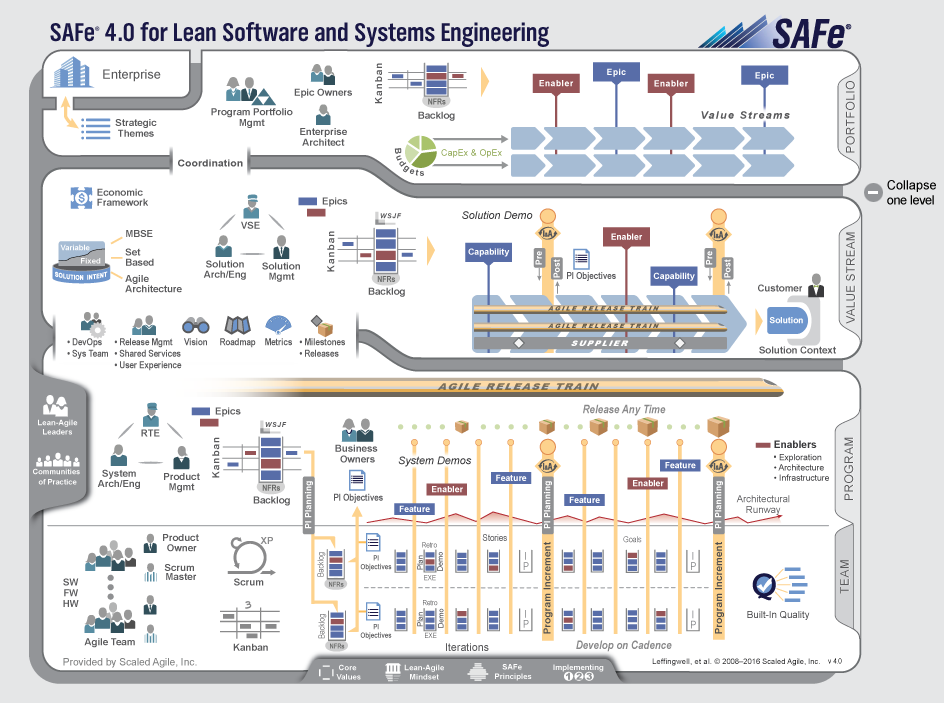 SAFe® 4.0 for Lean Software and Systems Engineering
SAFe®
Enterprise
Strategic
Themes
Program Portfolio
Mgmt
Epic Owners
Enterprise
Architect
Kanban
NFRs
Backlog
Budgets
CapEx & OpEx
Enabler
Epic
Enabler
Epic
Value Streams
PORTFOLIO
Coordination
Collapse
one level
Economic
Framework
Variable
Fixed
SOLUTION INTENT
MBSE
Set
Based
Agile
Architecture
VSE
Solution
Arch/Eng
Solution
Mgmt
Epics
Kanban
WSJF
NFRs
Backlog
Solution Demo
I&A
Capability
Pre
Post
PI Objectives
Enabler
Capability
I&A
Pre
Post
AGILE RELEASE TRAIN
AGILE RELEASE TRAIN
SUPPLIER
Customer
Solution
Solution Context
VALUE STREAM
• DevOps
• Sys Team
• Release Mgmt
• Shared Services
• User Experience
Vision
Roadmap
Metrics
• Milestones
• Releases
Lean-Agile
Leaders
Communities
of Practice
AGILE RELEASE TRAIN
RTE
System
Arch/Eng
Product
Mgmt
Epics
Kanban
WSJF
NFRs
Backlog
Business
Owners
PI Objectives
PI Planning
Release Any Time
System Demos
Feature
Enabler
Feature
I&A
PI Planning
Feature
Enabler
Feature
I&A
PI Planning
Enablers
• Exploration
• Architecture
• Infrastructure
Architectural
Runway
PROGRAM
Product
Owner
Scrum
Master
SW
FW
HW
Agile Team
XP
Scrum
3
Kanban
Backlog
NFRs
PI
Objectives
Plan
Retro
Demo
EXE
Stories
I
P
Goals
I
P
Backlog
NFRs
PI
Objectives
Plan
Retro
Demo
EXE
I
P
I
P
Program Increment
Program Increment
Iterations
Develop on Cadence
Built-In Quality
TEAM
Provided by Scaled Agile, Inc.
Leffingwell, et al. © 2008–2016 Scaled Agile, Inc. v 4.0
Core
Values
Lean-Agile
Mindset
SAFe
Principles
Implementing
123